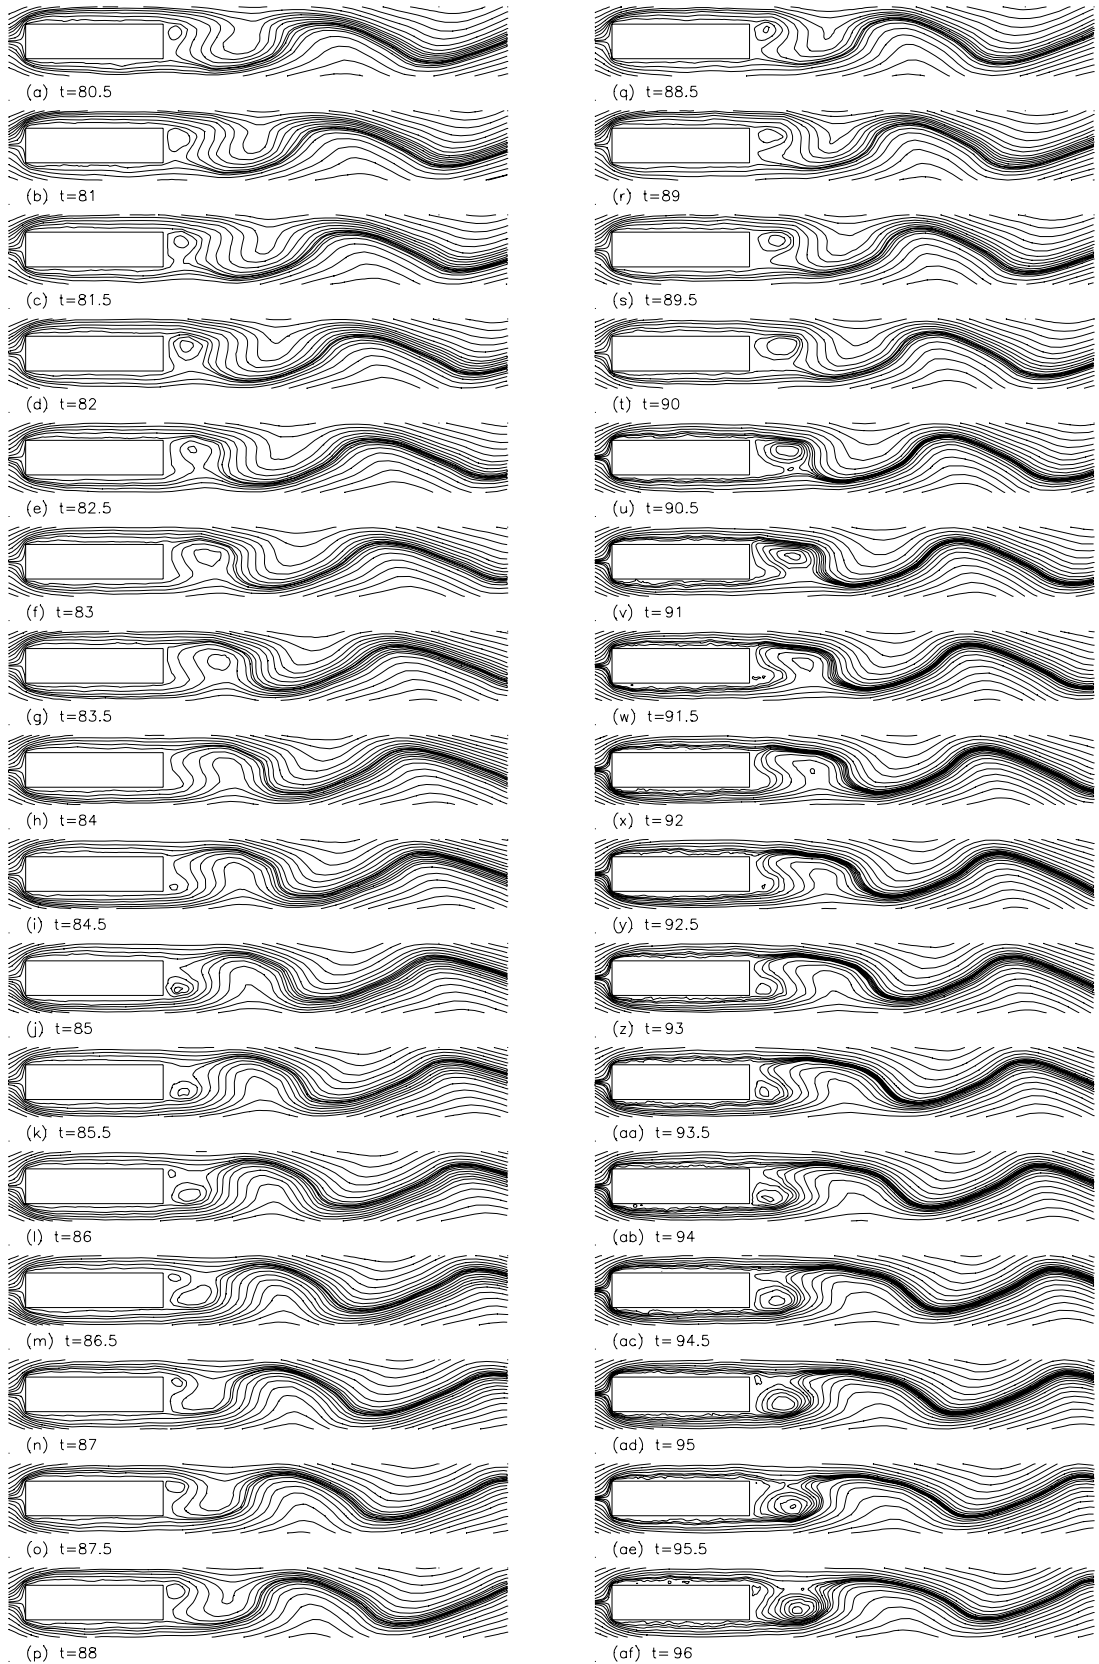 (a) t=80.5
(b) t=81
(c) t=81.5
(d) t=82
(e) t=82.5
(f) t=83
(g) t=83.5
(h) t=84
(i) t=84.5
(j) t=85
(k) t=85.5
(l) t=86
(m) t=86.5
(n) t=87
(o) t=87.5
(p) t=88
(q) t=88.5
(r) t=89
(s) t=89.5
(t) t=90
(u) t=90.5
(v) t=91
(w) t=91.5
(x) t=92
(y) t=92.5
(z) t=93
(aa) t=93.5
(ab) t=94
(ac) t=94.5
(ad) t=95
(ae) t=95.5
(af) t=96